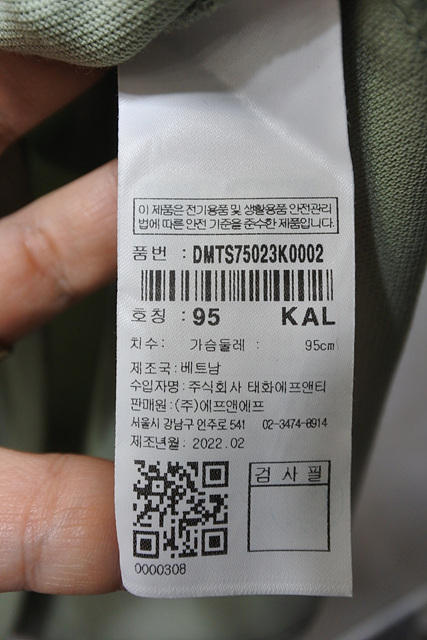 이 제품은 전기용품 및 생활용품 안전관리
법에 따른 안전 기준을 준수한 제품입니다.
품번 : DMTS75023K0002
호칭 : 95 KAL
치수: 가슴둘레 : 95cm
제조국: 베트남
수입자명: 주식회사 태화에프앤티
판매원:(주)에프앤에프
서울시 강남구 언주로 541 02-3474-8914
제조년월: 2022.02
검사필
0000308